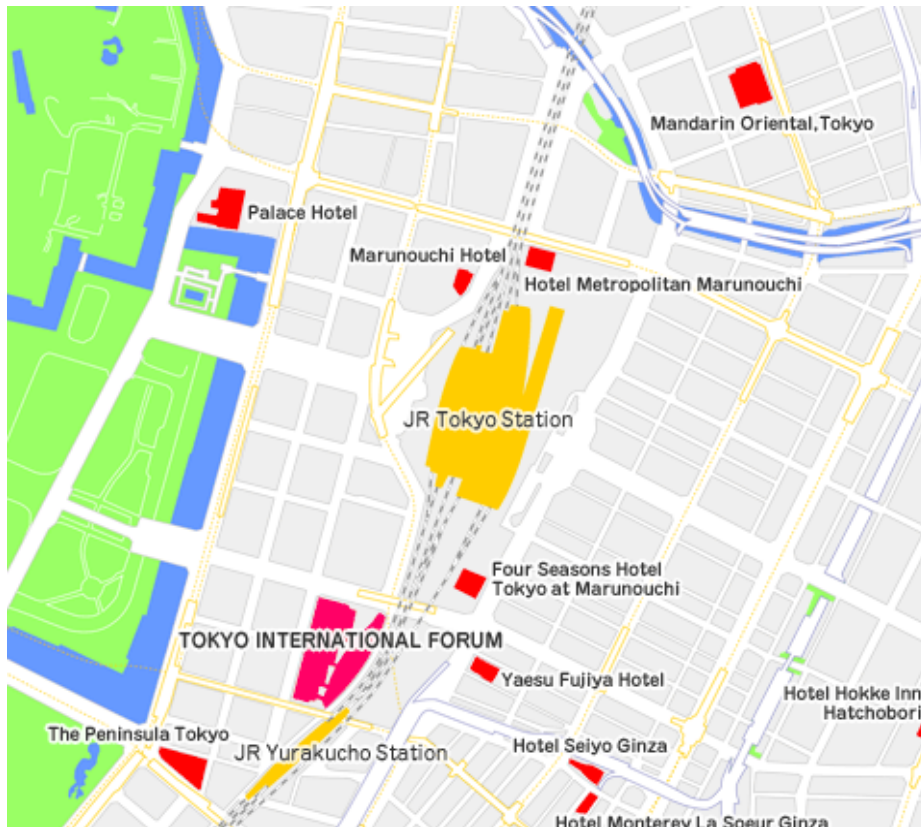 Mandarin Oriental,Tokyo
Palace Hotel
Marunouchi Hotel
Hotel Metropolitan Marunouchi
JR Tokyo Station
Four Seasons Hotel
Tokyo at Marunouchi
TOKYO INTERNATIONAL FORUM
Yaesu Fujiya Hotel
Hotel Hokke Inn
Hatchobori
The Peninsula Tokyo
JR Yurakucho Station
Hotel Seiyo Ginza
Hotel Monterey La Soeur Ginza